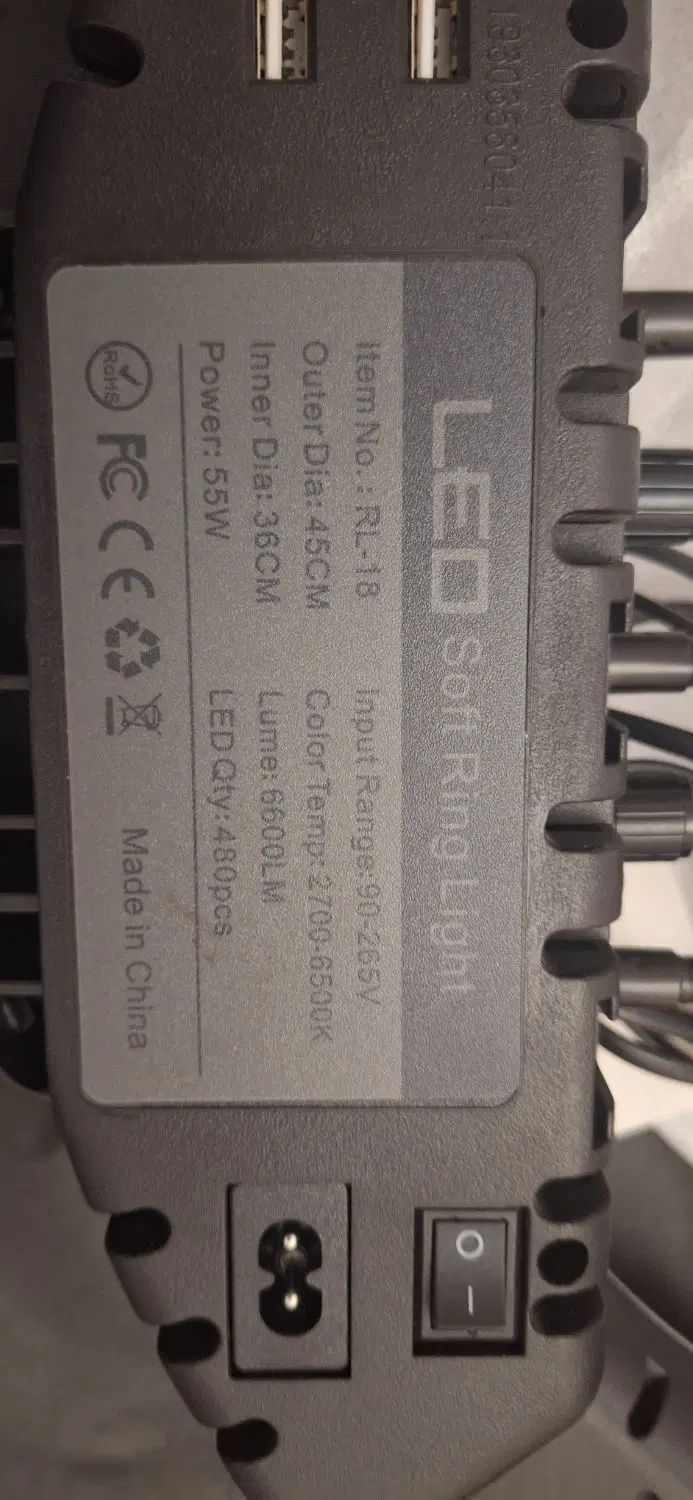 LED Soft Ring Light
Item No.: RL-18 Input Range: 90-265V
Outer Dia: 45CM Color Temp: 2700-6500K
Inner Dia: 36CM Lume: 6600LM
Power: 55W LED Qty: 480pcs
RoHS FC CE Made in China
O
I